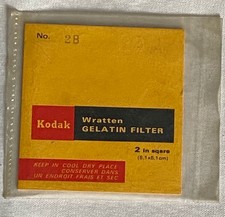 No. 28
Kodak
Wratten
GELATIN FILTER
2 in sqare
(5,1x5,1cm)
KEEP IN COOL DRY PLACE
CONSERVER DANS
UN ENDROIT FRAIS ET SEC